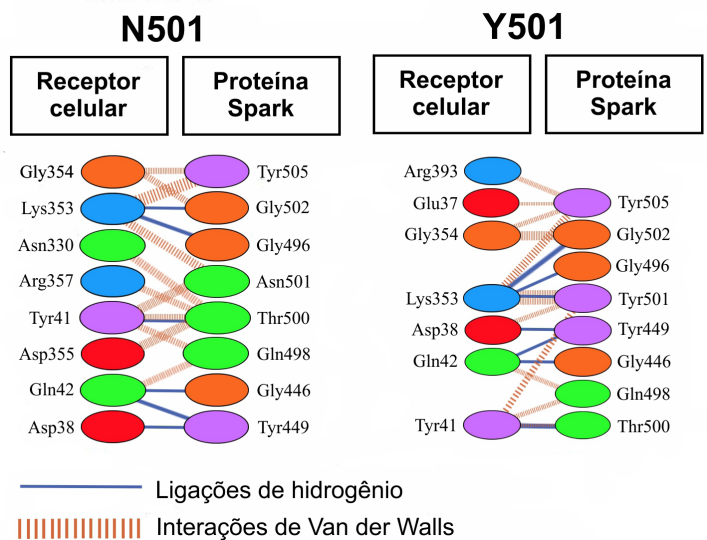 N501
Y501
Receptor
celular
Proteína
Spark
Receptor
celular
Proteína
Spark
Gly354
Lys353
Asn330
Arg357
Tyr41
Asp355
Gln42
Asp38
Tyr505
Gly502
Gly496
Asn501
Thr500
Gln498
Gly446
Tyr449
Arg393
Glu37
Gly354
Lys353
Asp38
Gln42
Tyr41
Tyr505
Gly502
Gly496
Tyr501
Tyr449
Gly446
Gln498
Thr500
Ligações de hidrogênio
Interações de Van der Walls